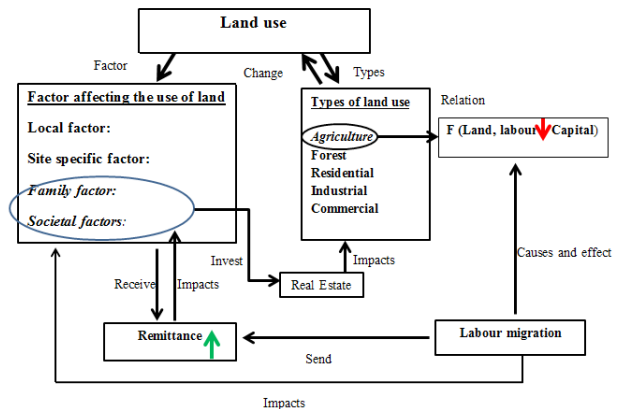 Land use
Factor
Change
Types
Factor affecting the use of land
Local factor:
Site specific factor:
Family factor:
Societal factors:
Types of land use
Agriculture
Forest
Residential
Industrial
Commercial
Relation
F (Land, labour Capital)
Causes and effect
Invest
Impacts
Real Estate
Receive
Impacts
Remittance
Labour migration
Send
Impacts